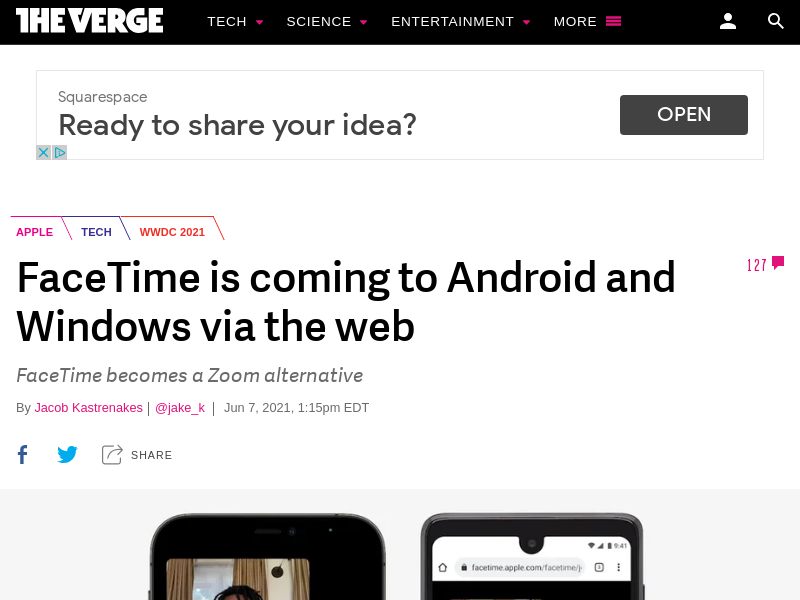 THE VERGE
TECH SCIENCE ENTERTAINMENT MORE
Squarespace
Ready to share your idea?
OPEN
APPLE TECH WWDC 2021
FaceTime is coming to Android and
Windows via the web
127
FaceTime becomes a Zoom alternative
By Jacob Kastrenakes | @jake_k | Jun 7, 2021, 1:15pm EDT
SHARE
9:41
facetime.apple.com/facetime/j
3